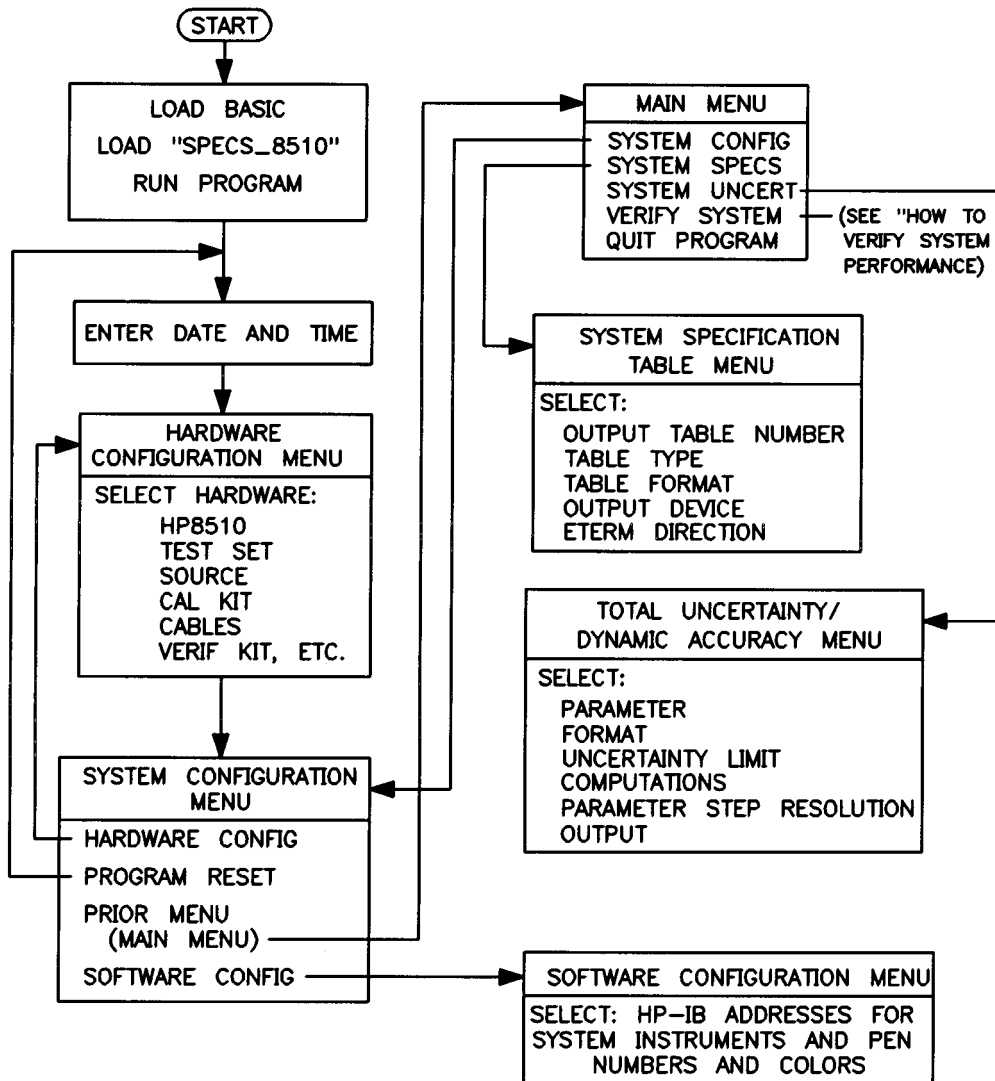 START
LOAD BASIC
LOAD "SPECS_8510"
RUN PROGRAM
ENTER DATE AND TIME
HARDWARE
CONFIGURATION MENU
SELECT HARDWARE:
HP8510
TEST SET
SOURCE
CAL KIT
CABLES
VERIF KIT, ETC.
SYSTEM CONFIGURATION
MENU
HARDWARE CONFIG
PROGRAM RESET
PRIOR MENU
(MAIN MENU)
SOFTWARE CONFIG
MAIN MENU
SYSTEM CONFIG
SYSTEM SPECS
SYSTEM UNCERT
VERIFY SYSTEM
QUIT PROGRAM
(SEE "HOW TO
VERIFY SYSTEM
PERFORMANCE)
SYSTEM SPECIFICATION
TABLE MENU
SELECT:
OUTPUT TABLE NUMBER
TABLE TYPE
TABLE FORMAT
OUTPUT DEVICE
ETERM DIRECTION
TOTAL UNCERTAINTY/
DYNAMIC ACCURACY MENU
SELECT:
PARAMETER
FORMAT
UNCERTAINTY LIMIT
COMPUTATIONS
PARAMETER STEP RESOLUTION
OUTPUT
SOFTWARE CONFIGURATION MENU
SELECT: HP-IB ADDRESSES FOR
SYSTEM INSTRUMENTS AND PEN
NUMBERS AND COLORS